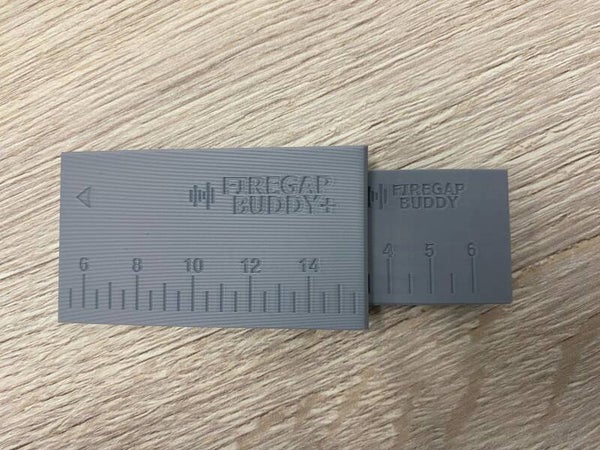 FIREGAP
BUDDY+
6 8 10 12 14
FIREGAP
BUDDY
4 5 6